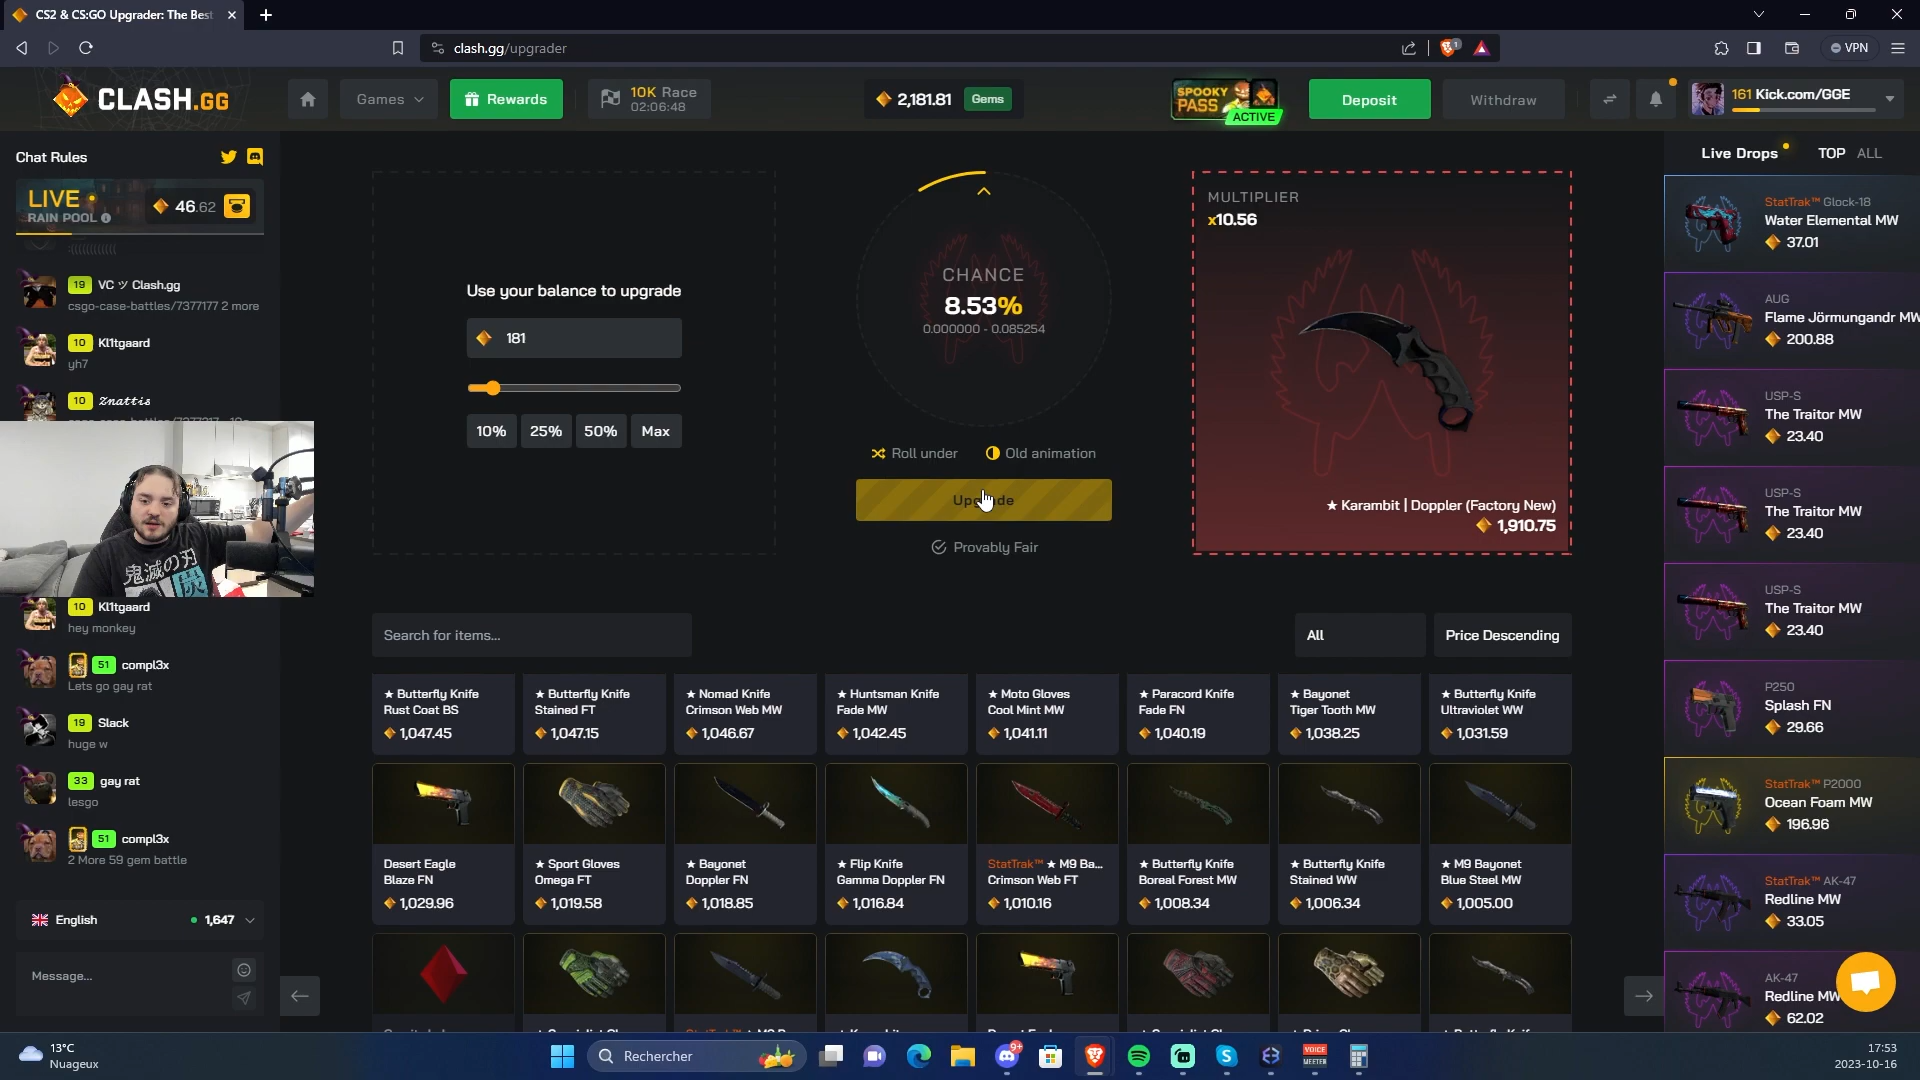 CS2 & CS:GO Upgrader: The Best
clash.gg/upgrader
VPN
CLASH.GG
Games
Rewards
10K Race
02:06:48
2,181.81
Gems
SPOOKY
PASS
ACTIVE
Deposit
Withdraw
161 Kick.com/GGE
Chat Rules
LIVE
RAIN POOL
46.62
:((((((((((((
19 VC ツ Clash.gg
csgo-case-battles/7377177 2 more
10 Kl1tgaard
yh7
10 Znattis
10 Kl1tgaard
hey monkey
51 compl3x
Lets go gay rat
19 Slack
huge w
33 gay rat
lesgo
51 compl3x
2 More 59 gem battle
English
1,647
Message...
Use your balance to upgrade
181
10%
25%
50%
Max
CHANCE
8.53%
0.000000 - 0.085254
Roll under
Old animation
Upgrade
Provably Fair
MULTIPLIER
x10.56
★ Karambit | Doppler (Factory New)
1,910.75
Search for items...
All
Price Descending
★ Butterfly Knife
Rust Coat BS
1,047.45
★ Butterfly Knife
Stained FT
1,047.15
★ Nomad Knife
Crimson Web MW
1,046.67
★ Huntsman Knife
Fade MW
1,042.45
★ Moto Gloves
Cool Mint MW
1,041.11
★ Paracord Knife
Fade FN
1,040.19
★ Bayonet
Tiger Tooth MW
1,038.25
★ Butterfly Knife
Ultraviolet WW
1,031.59
Desert Eagle
Blaze FN
1,029.96
★ Sport Gloves
Omega FT
1,019.58
★ Bayonet
Doppler FN
1,018.85
★ Flip Knife
Gamma Doppler FN
1,016.84
StatTrak™ ★ M9 Ba...
Crimson Web FT
1,010.16
★ Butterfly Knife
Boreal Forest MW
1,008.34
★ Butterfly Knife
Stained WW
1,006.34
★ M9 Bayonet
Blue Steel MW
1,005.00
Live Drops
TOP
ALL
StatTrak™ Glock-18
Water Elemental MW
37.01
AUG
Flame Jörmungandr MW
200.88
USP-S
The Traitor MW
23.40
USP-S
The Traitor MW
23.40
USP-S
The Traitor MW
23.40
P250
Splash FN
29.66
StatTrak™ P2000
Ocean Foam MW
196.96
StatTrak™ AK-47
Redline MW
33.05
AK-47
Redline MW
62.02
鬼滅の刃
炭
13°C
Nuageux
Rechercher
9+
VOICE
MEETER
17:53
2023-10-16